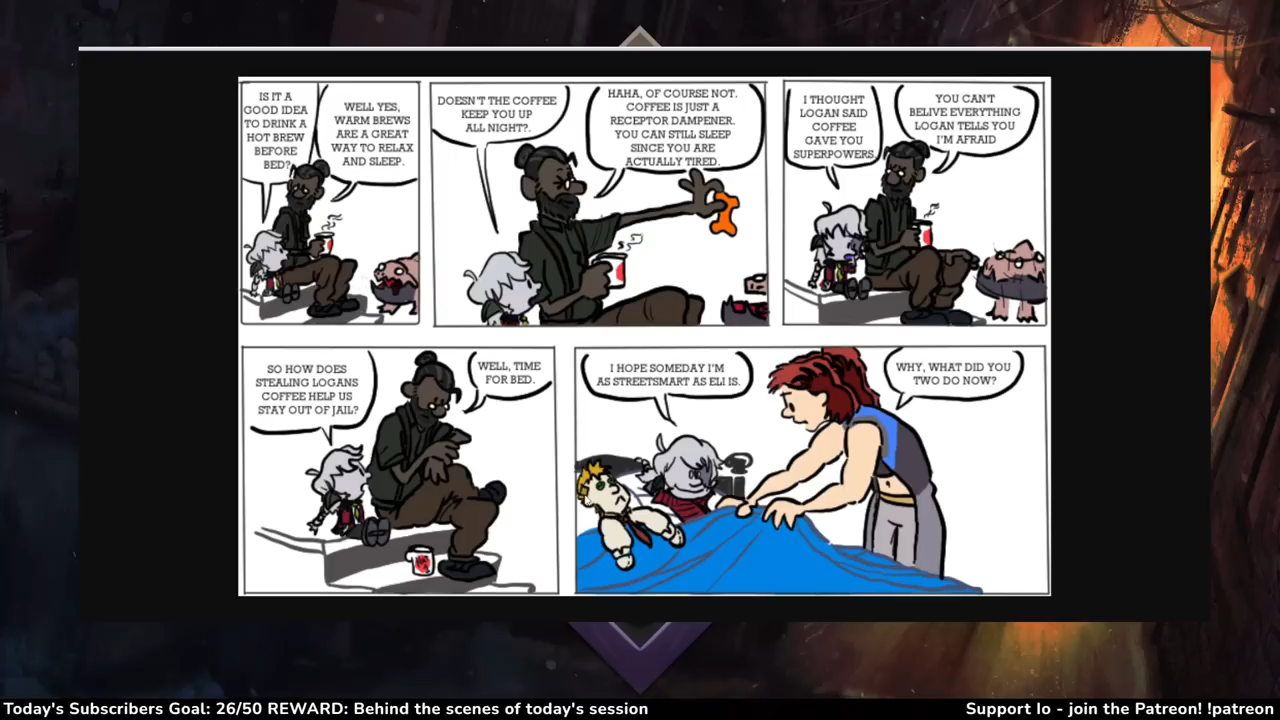 IS IT A
GOOD IDEA
TO DRINK A
HOT BREW
BEFORE
BED?
WELL YES,
WARM BREWS
ARE A GREAT
WAY TO RELAX
AND SLEEP.
DOESN'T THE COFFEE
KEEP YOU UP
ALL NIGHT?.
HAHA, OF COURSE NOT.
COFFEE IS JUST A
RECEPTOR DAMPENER.
YOU CAN STILL SLEEP
SINCE YOU ARE
ACTUALLY TIRED.
I THOUGHT
LOGAN SAID
COFFEE
GAVE YOU
SUPERPOWERS
YOU CAN'T
BELIVE EVERYTHING
LOGAN TELLS YOU
I'M AFRAID
SO HOW DOES
STEALING LOGANS
COFFEE HELP US
STAY OUT OF JAIL?
WELL, TIME
FOR BED.
I HOPE SOMEDAY I'M
AS STREETSMART AS ELI IS.
WHY, WHAT DID YOU
TWO DO NOW?
Today's Subscribers Goal: 26/50 REWARD: Behind the scenes of today's session
Support Io - join the Patreon! !patreon